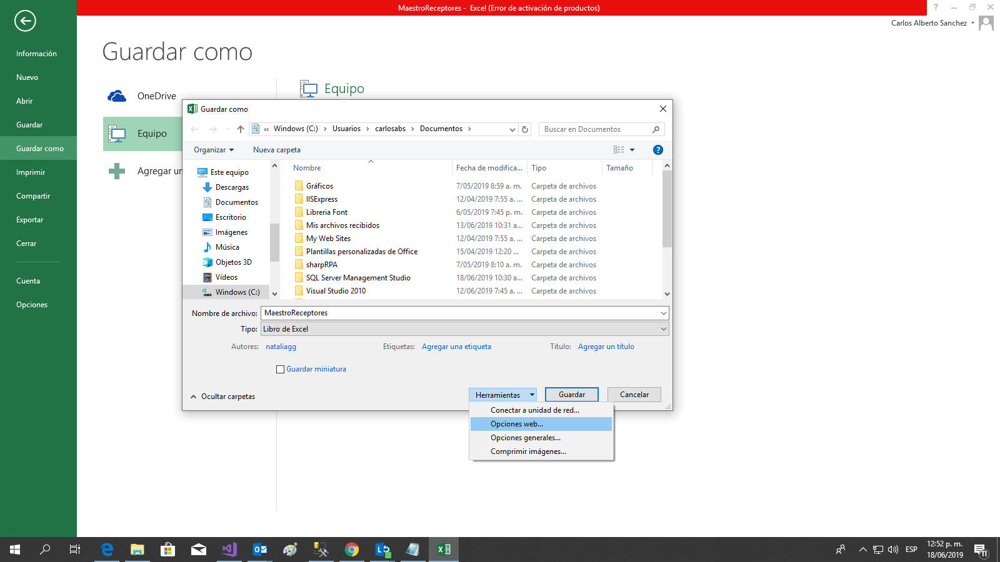 MaestroReceptores - Excel (Error de activación de productos)
Carlos Alberto Sanchez
Información
Nuevo
Abrir
Guardar
Guardar como
Imprimir
Compartir
Exportar
Cerrar
Cuenta
Opciones
Guardar como
OneDrive
Equipo
Agregar un
Equipo
Guardar como
« Windows (C:) > Usuarios > carlosabs > Documentos >
Buscar en Documentos
Organizar
Nueva carpeta
Este equipo
Descargas
Documentos
Escritorio
Imágenes
Música
Objetos 3D
Vídeos
Windows (C:)
Nombre Fecha de modifica... Tipo Tamaño
Gráficos 7/05/2019 8:59 a. m. Carpeta de archivos
IISExpress 12/04/2019 7:55 a. ... Carpeta de archivos
Libreria Font 6/05/2019 7:45 p. m. Carpeta de archivos
Mis archivos recibidos 13/06/2019 10:31 a... Carpeta de archivos
My Web Sites 12/04/2019 7:55 a. ... Carpeta de archivos
Plantillas personalizadas de Office 15/04/2019 12:20 ... Carpeta de archivos
sharpRPA 7/05/2019 8:10 a. m. Carpeta de archivos
SQL Server Management Studio 18/06/2019 10:30 a... Carpeta de archivos
Visual Studio 2010 12/06/2019 7:45 a. ... Carpeta de archivos
Nombre de archivo: MaestroReceptores
Tipo: Libro de Excel
Autores: nataliagg Etiquetas: Agregar una etiqueta Título: Agregar un título
Guardar miniatura
Ocultar carpetas
Herramientas Guardar Cancelar
Conectar a unidad de red...
Opciones web...
Opciones generales...
Comprimir imágenes...
ESP
12:52 p. m.
18/06/2019
11